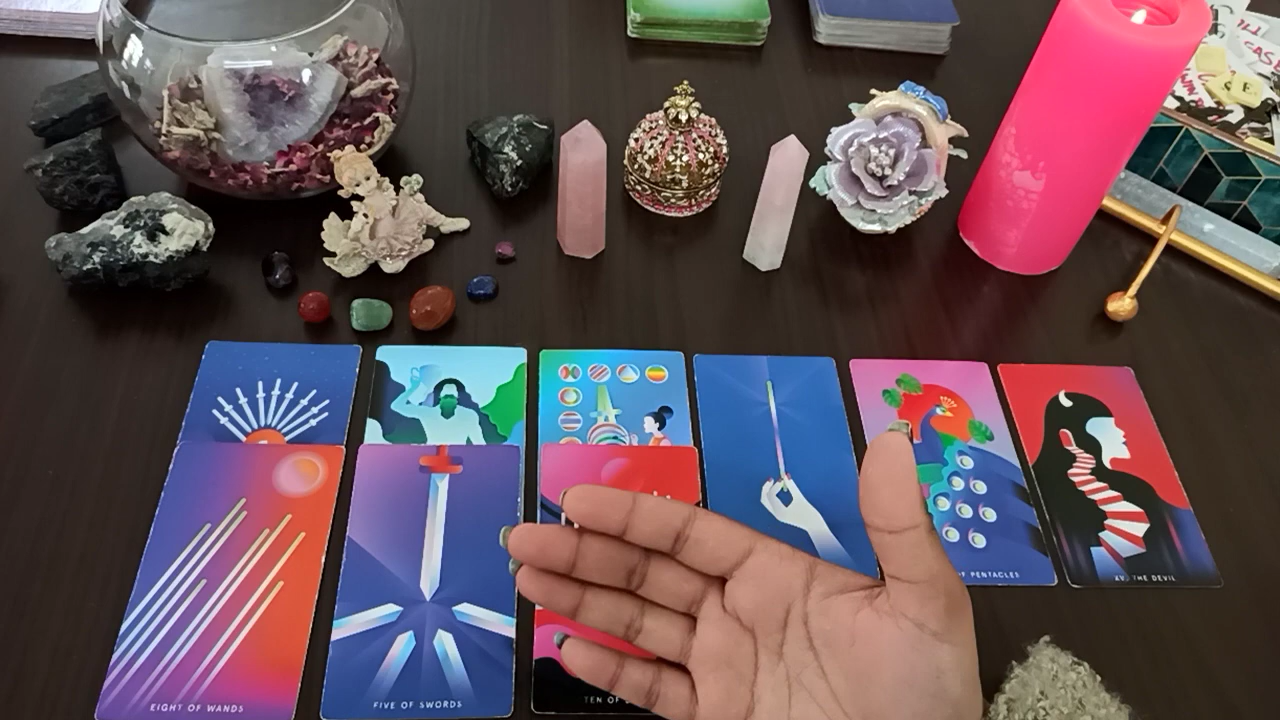 OF PENTACLES
XV. THE DEVIL
EIGHT OF WANDS
FIVE OF SWORDS
TEN OF